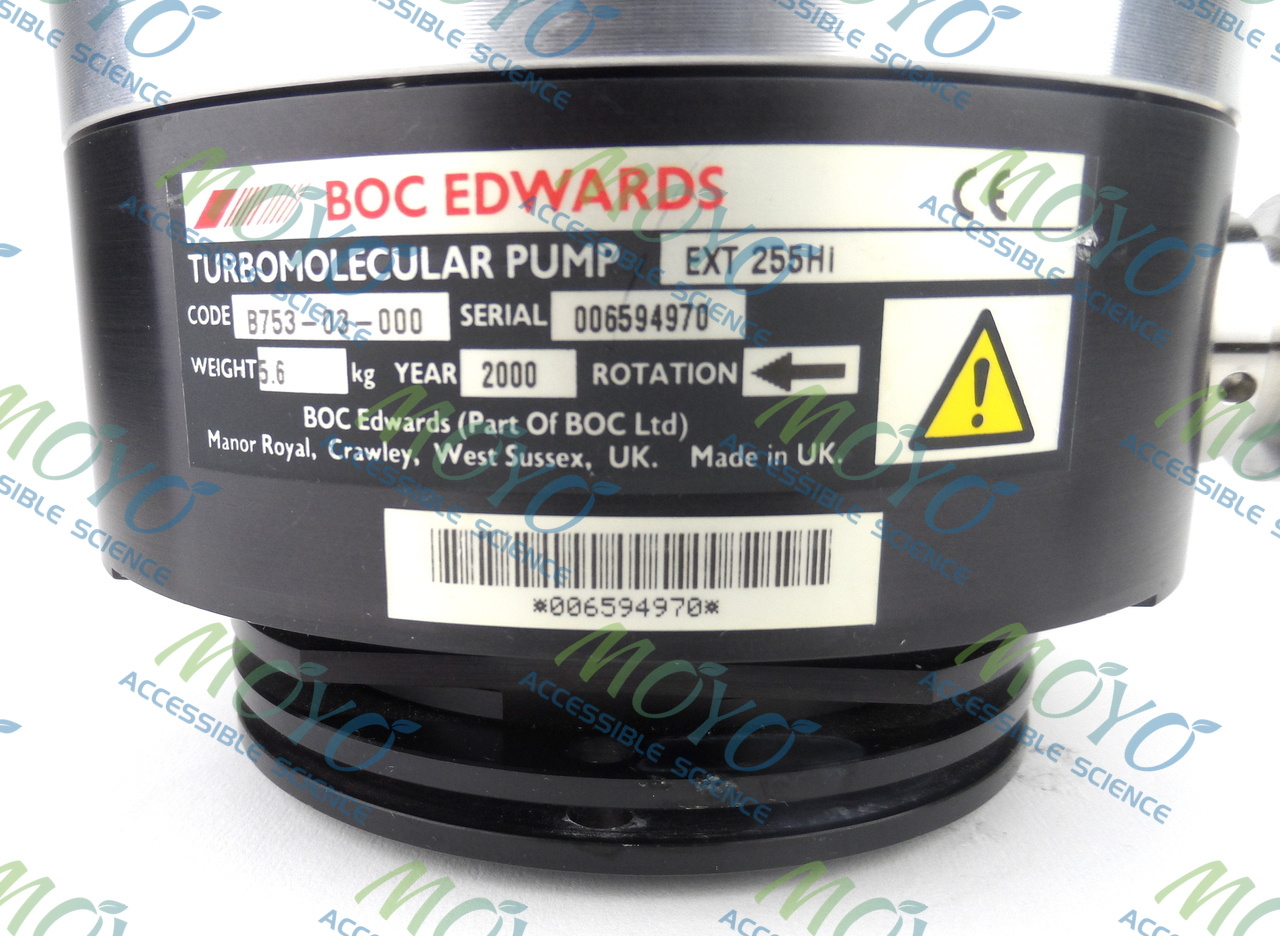 BOC EDWARDS CE
TURBOMOLECULAR PUMP EXT 255Hi
CODE B753-03-000 SERIAL 006594970
WEIGHT 5.6 kg YEAR 2000 ROTATION
BOC Edwards (Part Of BOC Ltd)
Manor Royal, Crawley, West Sussex, UK. Made in UK.
*006594970*
MOYO
ACCESSIBLE SCIENCE